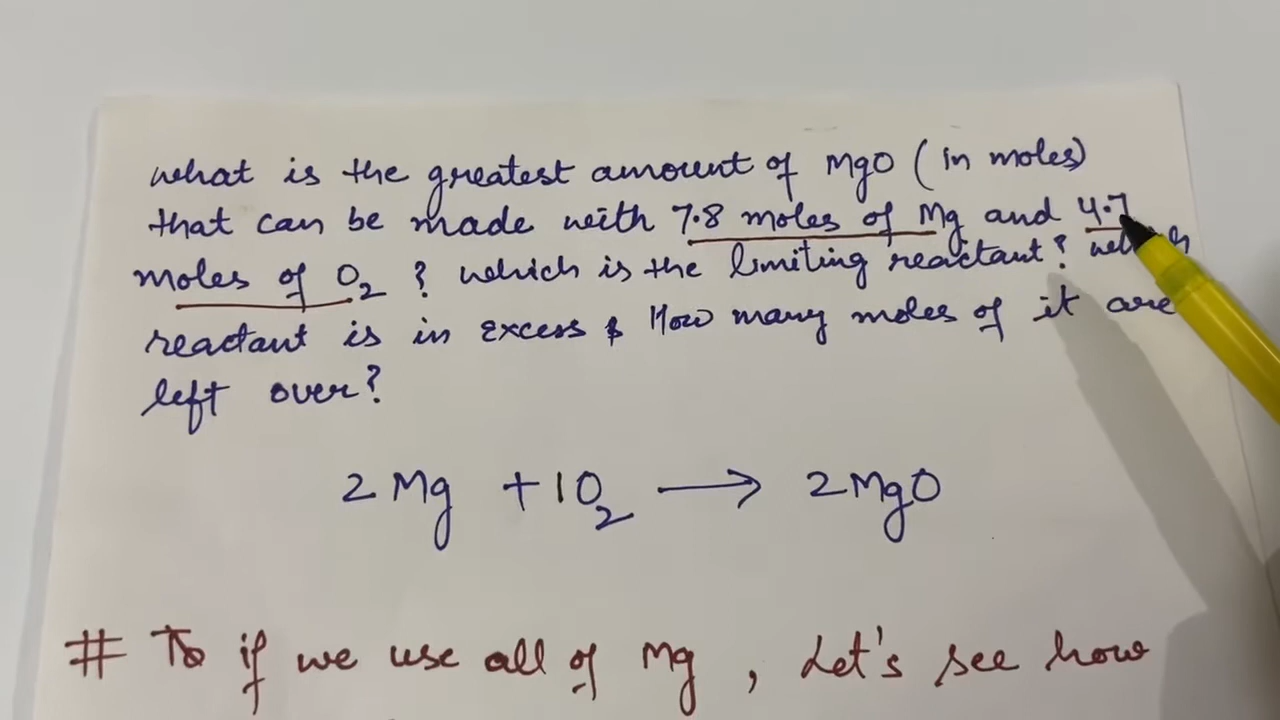 what is the greatest amount of MgO (in moles)
that can be made with 7.8 moles of Mg and 4.7
moles of O₂ ? which is the limiting reactant?
reactant is in excess & How many moles of it are
left over?
2 Mg + 1O₂ → 2MgO
# To if we use all of Mg , Let's see how